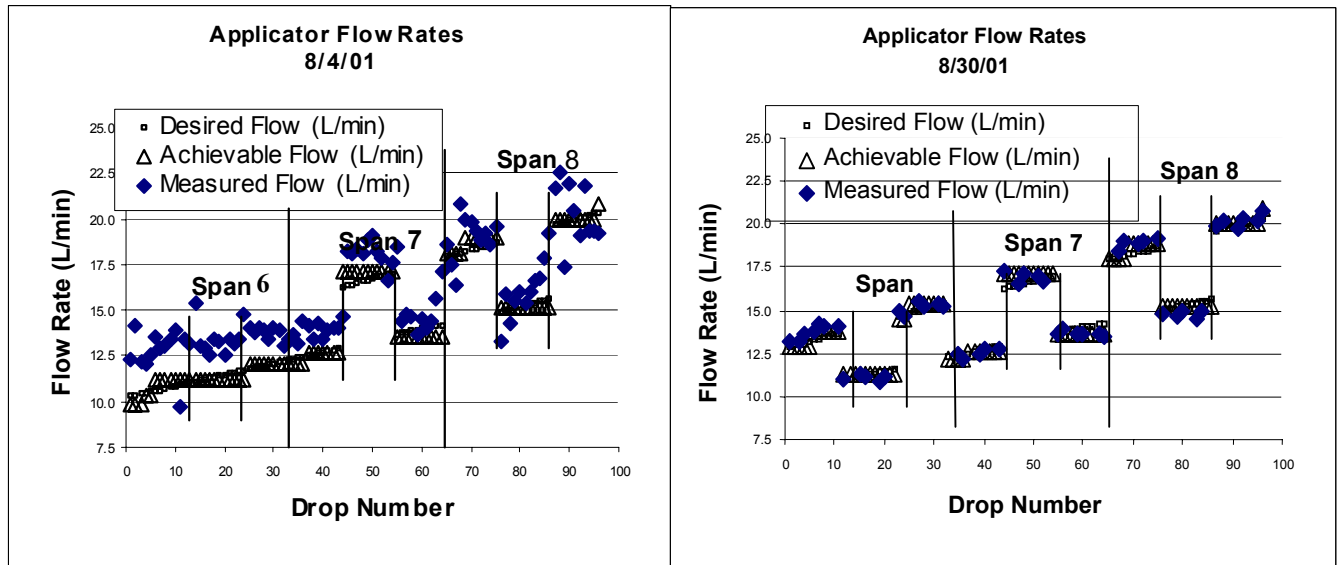 Applicator Flow Rates
8/4/01
Desired Flow (L/min)
Achievable Flow (L/min)
Measured Flow (L/min)
25.0
22.5
20.0
17.5
15.0
12.5
10.0
7.5
Flow Rate (L/min)
Span 6
Span 7
Span 8
0 10 20 30 40 50 60 70 80 90 100
Drop Number
Applicator Flow Rates
8/30/01
Desired Flow (L/min)
Achievable Flow (L/min)
Measured Flow (L/min)
25.0
22.5
20.0
17.5
15.0
12.5
10.0
7.5
Flow Rate (L/min)
Span
Span 7
Span 8
0 10 20 30 40 50 60 70 80 90 100
Drop Number